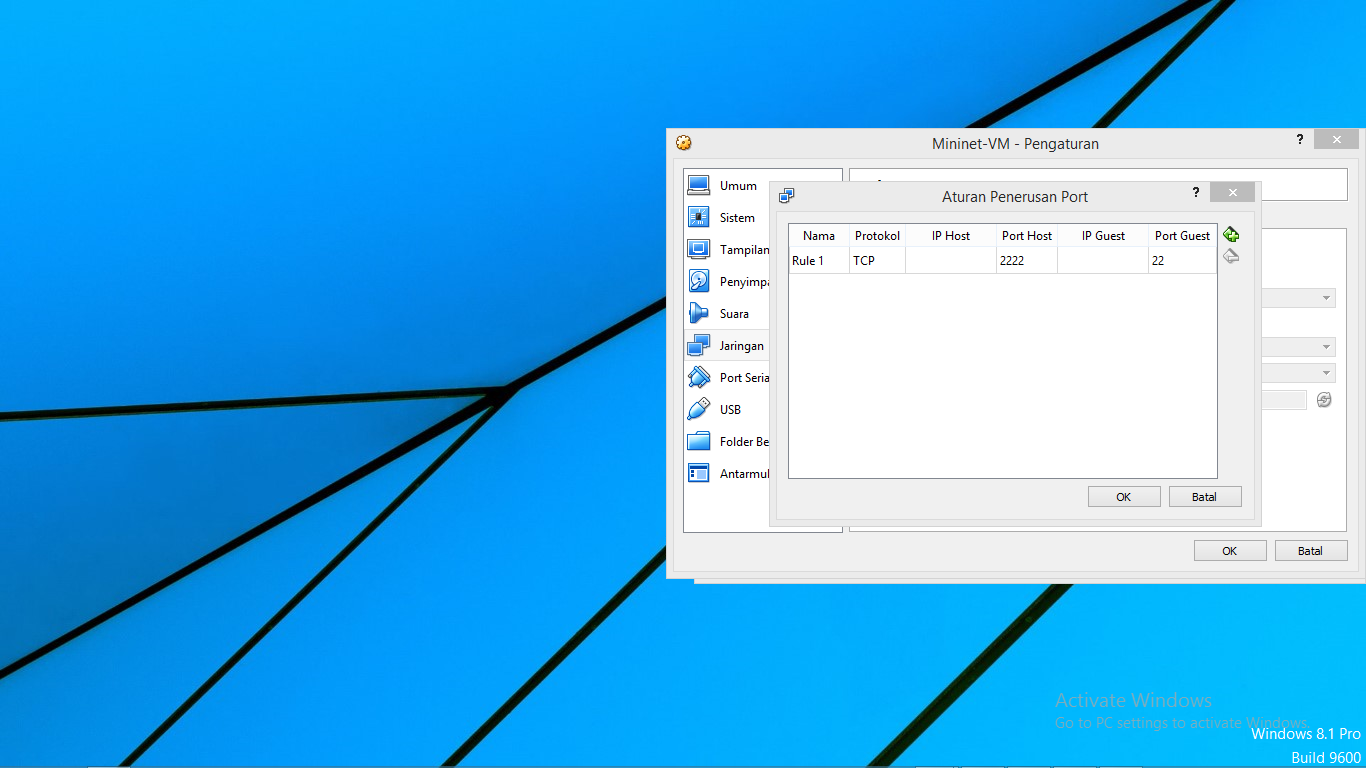 Mininet-VM - Pengaturan
?
Umum
Sistem
Tampilan
Penyimpa
Suara
Jaringan
Port Seria
USB
Folder Be
Antarmu
Aturan Penerusan Port
?
Nama Protokol IP Host Port Host IP Guest Port Guest
Rule 1 TCP 2222 22
OK Batal
OK Batal
Activate Windows
Go to PC settings to activate Windows.
Windows 8.1 Pro
Build 9600